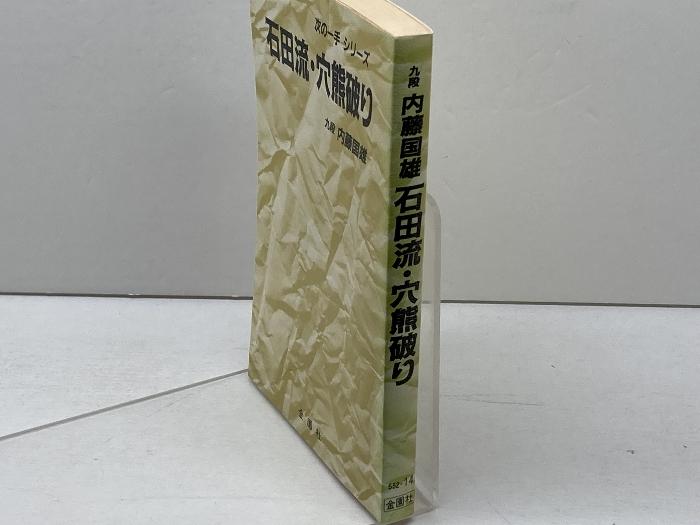 次の一手 シリーズ
石田流・穴熊破り
九段 内藤国雄
金園社
九段 内藤国雄 石田流・穴熊破り
552-14
金園社